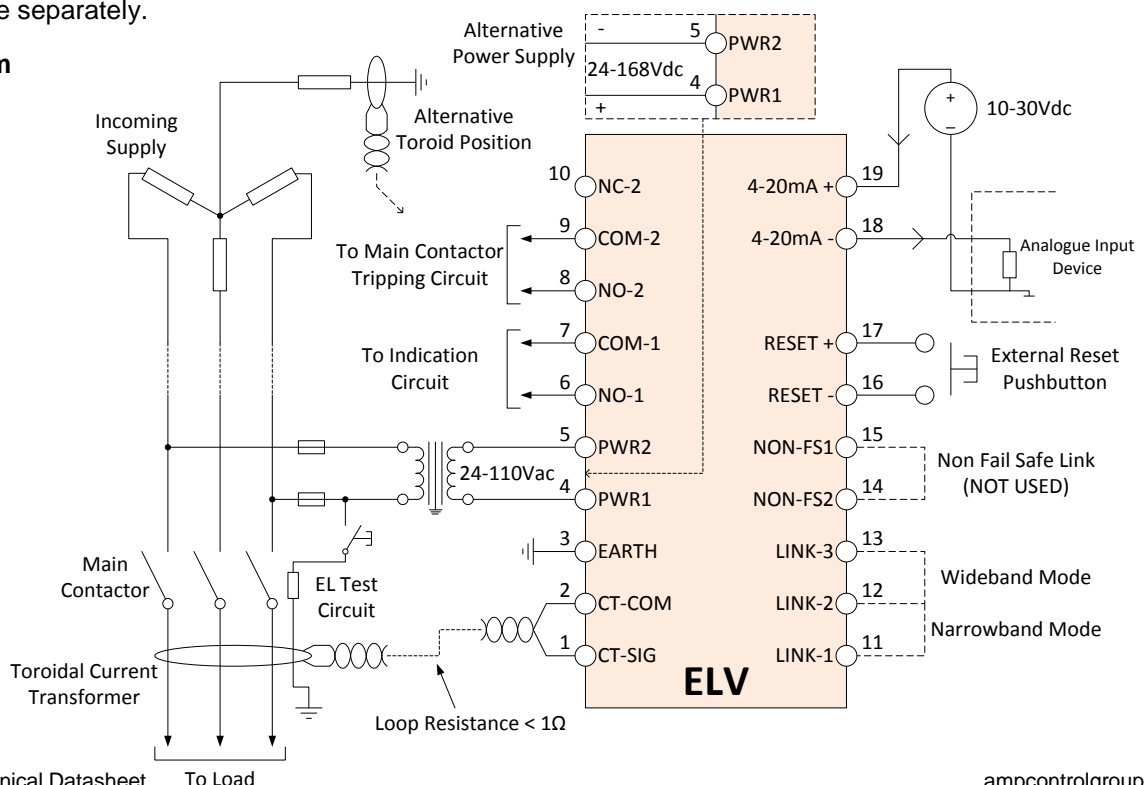 e separately.
m
Incoming
Supply
Alternative
Toroid Position
Alternative
Power Supply
-
5
PWR2
24-168Vdc
4
PWR1
+
10-30Vdc
+
–
10
NC-2
9
COM-2
8
NO-2
To Main Contactor
Tripping Circuit
7
COM-1
6
NO-1
To Indication
Circuit
5
PWR2
24-110Vac
4
PWR1
3
EARTH
2
CT-COM
1
CT-SIG
4-20mA +
19
4-20mA -
18
Analogue Input
Device
RESET +
17
RESET -
16
External Reset
Pushbutton
NON-FS1
15
NON-FS2
14
Non Fail Safe Link
(NOT USED)
LINK-3
13
LINK-2
12
LINK-1
11
Wideband Mode
Narrowband Mode
ELV
Main
Contactor
EL Test
Circuit
Toroidal Current
Transformer
Loop Resistance < 1Ω
To Load
nical Datasheet
ampcontrolgroup